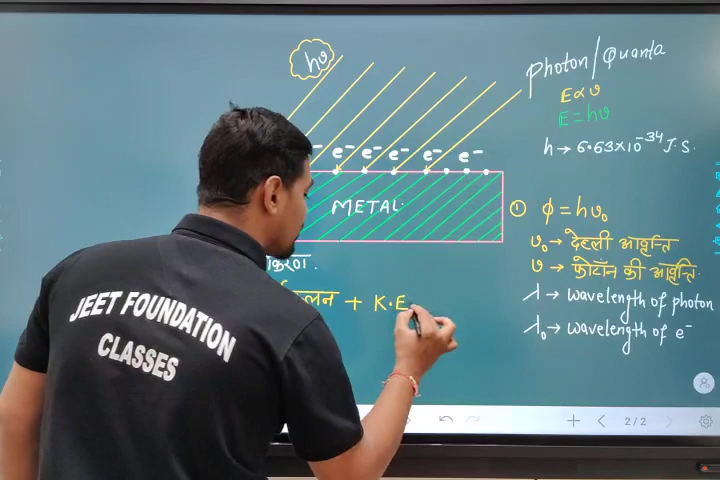 hυ
photon/Quanta
E∝υ
E=hυ
h→6.63×10⁻³⁴ J.S.
e⁻ e⁻ e⁻ e⁻ e⁻
METAL.
① ϕ=hυ₀
υ₀→ देहली आवृत्ति
υ → फोटॉन की आवृत्ति.
λ→ wavelength of photon
λ₀→ wavelength of e⁻
+ K.E
JEET FOUNDATION
CLASSES
2/2